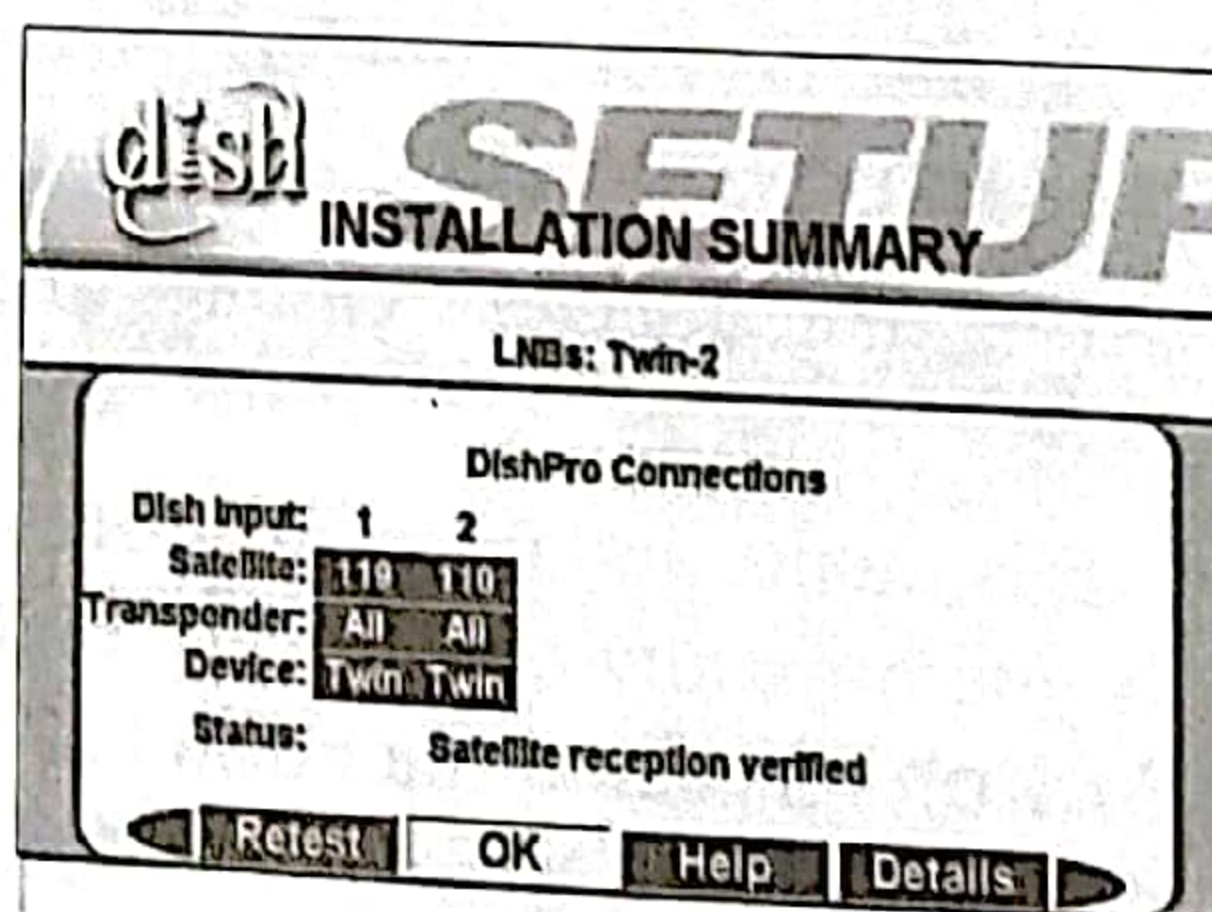 dish
SETUP
INSTALLATION SUMMARY
LNBs: Twin-2
DishPro Connections
Dish Input: 1 2
Satellite: 119 110
Transponder: All All
Device: Twin Twin
Status: Satellite reception verified
Retest OK Help Details